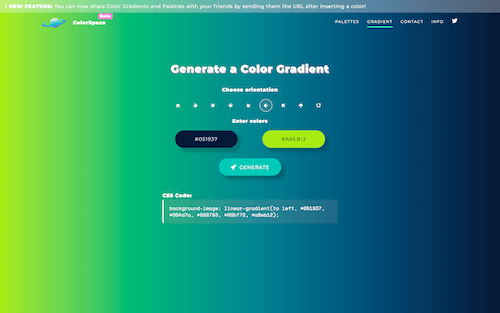 ! NEW FEATURE: You can now share Color Gradients and Palettes with your friends by sending them the URL after inserting a color!
Beta
ColorSpace
PALETTES
GRADIENT
CONTACT
INFO
Generate a Color Gradient
Choose orientation
Enter colors
#051937
#A8EB12
GENERATE
CSS Code:
background-image: linear-gradient(to left, #051937,
#004d7a, #008793, #00bf72, #a8eb12);